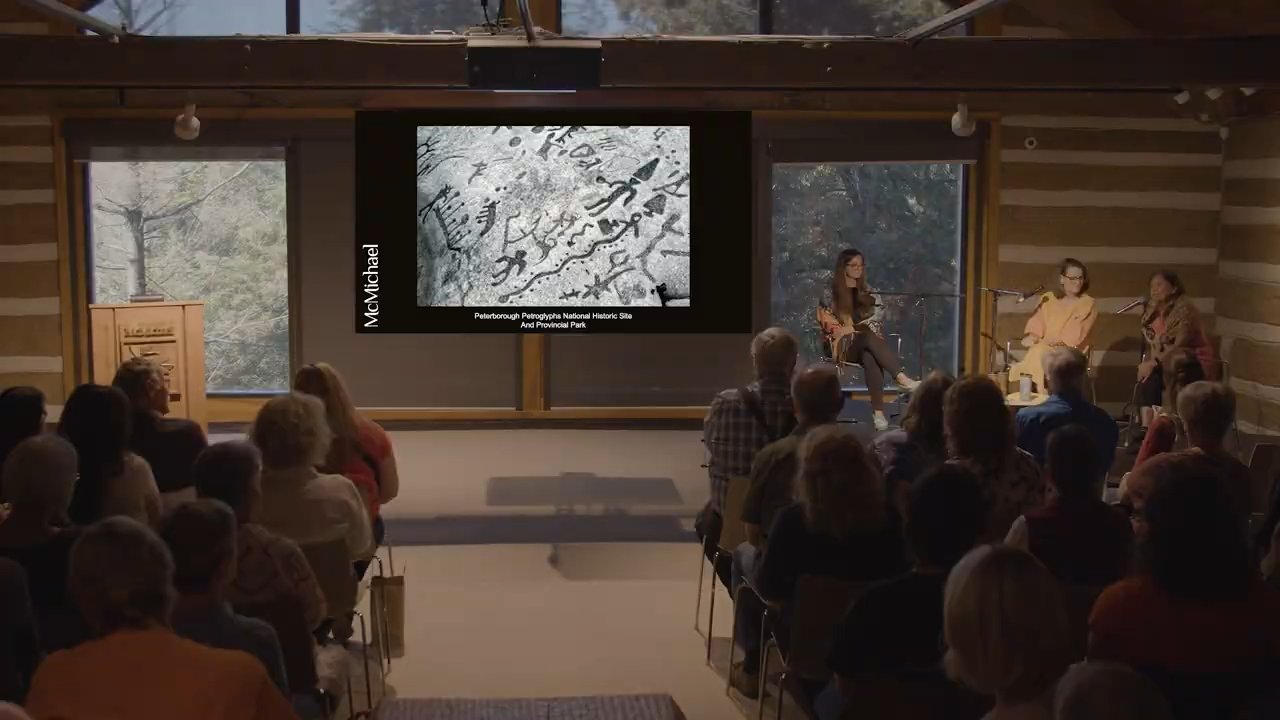 McMichael
Peterborough Petroglyphs National Historic Site
And Provincial Park